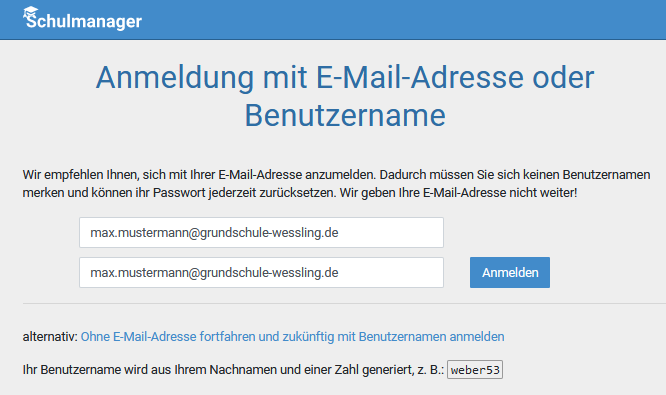 Schulmanager
Anmeldung mit E-Mail-Adresse oder
Benutzername
Wir empfehlen Ihnen, sich mit Ihrer E-Mail-Adresse anzumelden. Dadurch müssen Sie sich keinen Benutzernamen
merken und können ihr Passwort jederzeit zurücksetzen. Wir geben Ihre E-Mail-Adresse nicht weiter!
max.mustermann@grundschule-wessling.de
max.mustermann@grundschule-wessling.de Anmelden
alternativ: Ohne E-Mail-Adresse fortfahren und zukünftig mit Benutzernamen anmelden
Ihr Benutzername wird aus Ihrem Nachnamen und einer Zahl generiert, z. B.: weber53